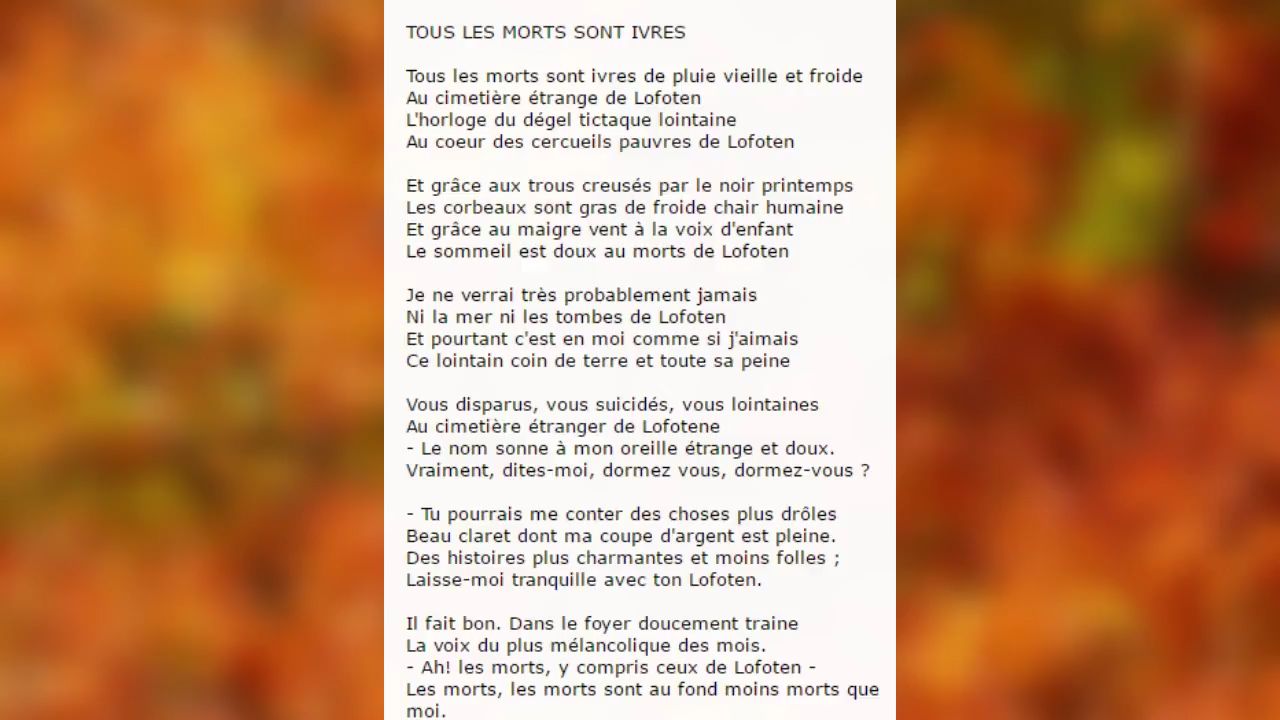 TOUS LES MORTS SONT IVRES
Tous les morts sont ivres de pluie vieille et froide
Au cimetière étrange de Lofoten
L'horloge du dégel tictaque lointaine
Au coeur des cercueils pauvres de Lofoten
Et grâce aux trous creusés par le noir printemps
Les corbeaux sont gras de froide chair humaine
Et grâce au maigre vent à la voix d'enfant
Le sommeil est doux au morts de Lofoten
Je ne verrai très probablement jamais
Ni la mer ni les tombes de Lofoten
Et pourtant c'est en moi comme si j'aimais
Ce lointain coin de terre et toute sa peine
Vous disparus, vous suicidés, vous lointaines
Au cimetière étranger de Lofotene
- Le nom sonne à mon oreille étrange et doux.
Vraiment, dites-moi, dormez vous, dormez-vous ?
- Tu pourrais me conter des choses plus drôles
Beau claret dont ma coupe d'argent est pleine.
Des histoires plus charmantes et moins folles ;
Laisse-moi tranquille avec ton Lofoten.
Il fait bon. Dans le foyer doucement traine
La voix du plus mélancolique des mois.
- Ah! les morts, y compris ceux de Lofoten -
Les morts, les morts sont au fond moins morts que
moi.